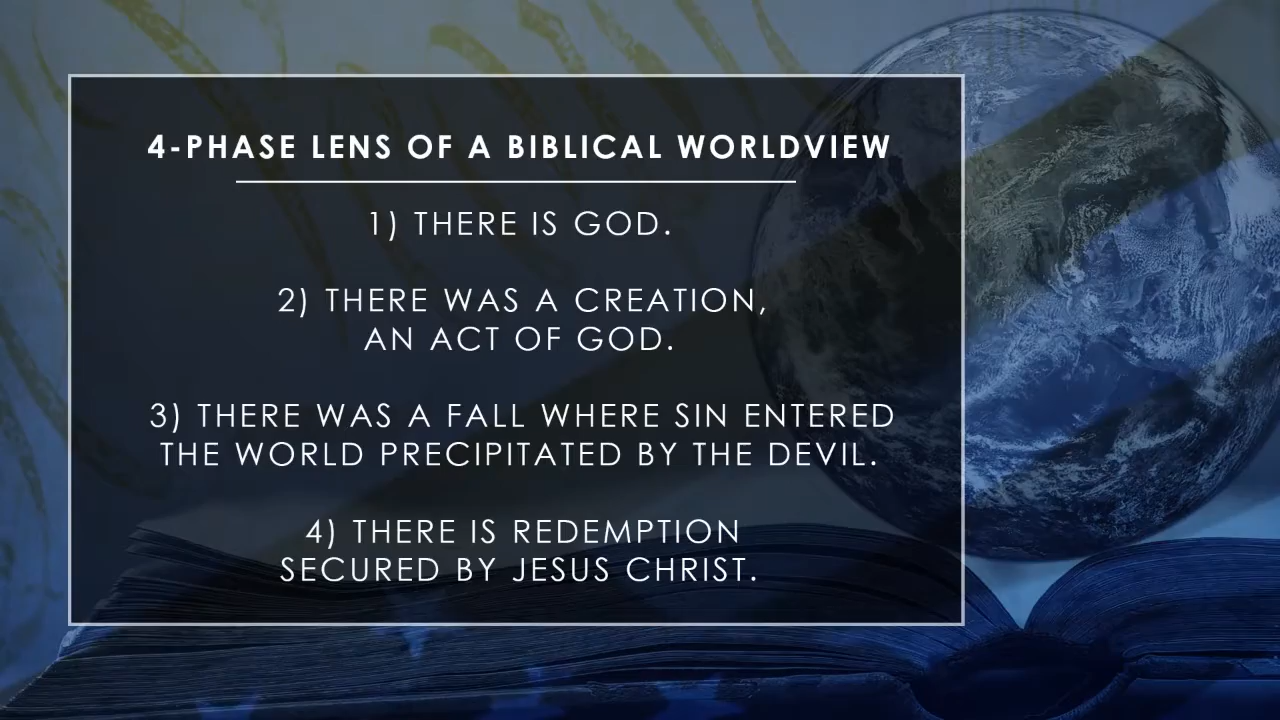 4-PHASE LENS OF A BIBLICAL WORLDVIEW
1) THERE IS GOD.
2) THERE WAS A CREATION,
AN ACT OF GOD.
3) THERE WAS A FALL WHERE SIN ENTERED
THE WORLD PRECIPITATED BY THE DEVIL.
4) THERE IS REDEMPTION
SECURED BY JESUS CHRIST.